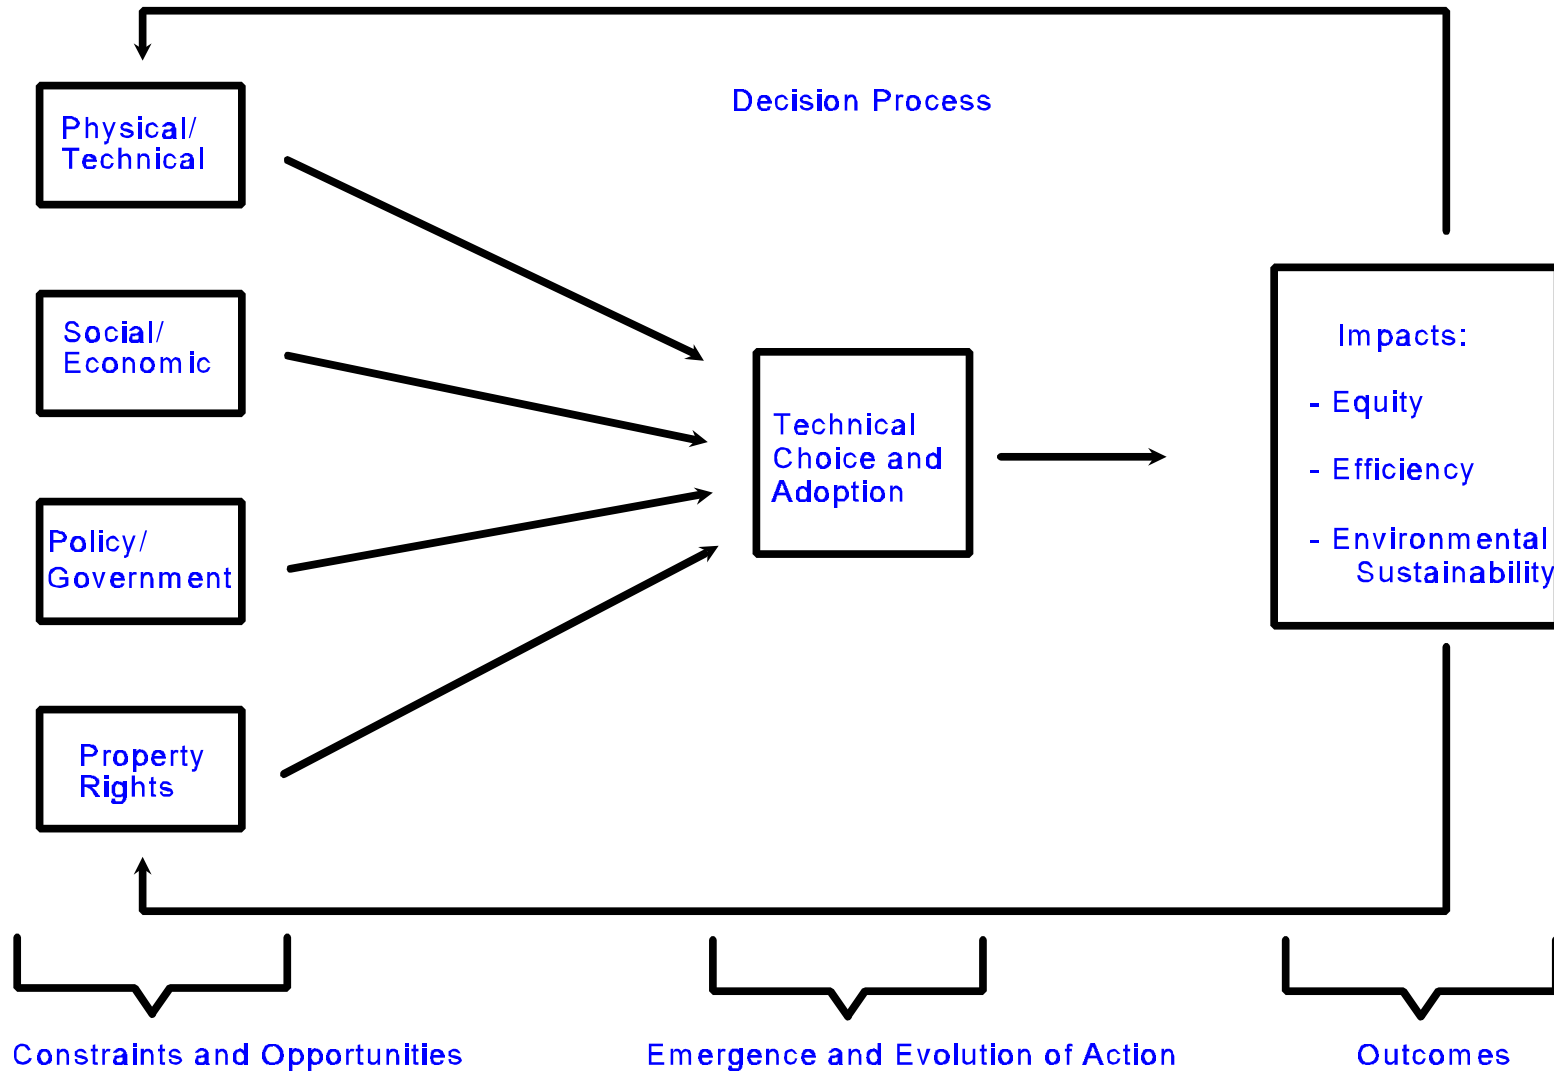 Decision Process
Physical/
Technical
Social/
Economic
Policy/
Government
Property
Rights
Technical
Choice and
Adoption
Impacts:
- Equity
- Efficiency
- Environmental
Sustainability
Constraints and Opportunities
Emergence and Evolution of Action
Outcomes